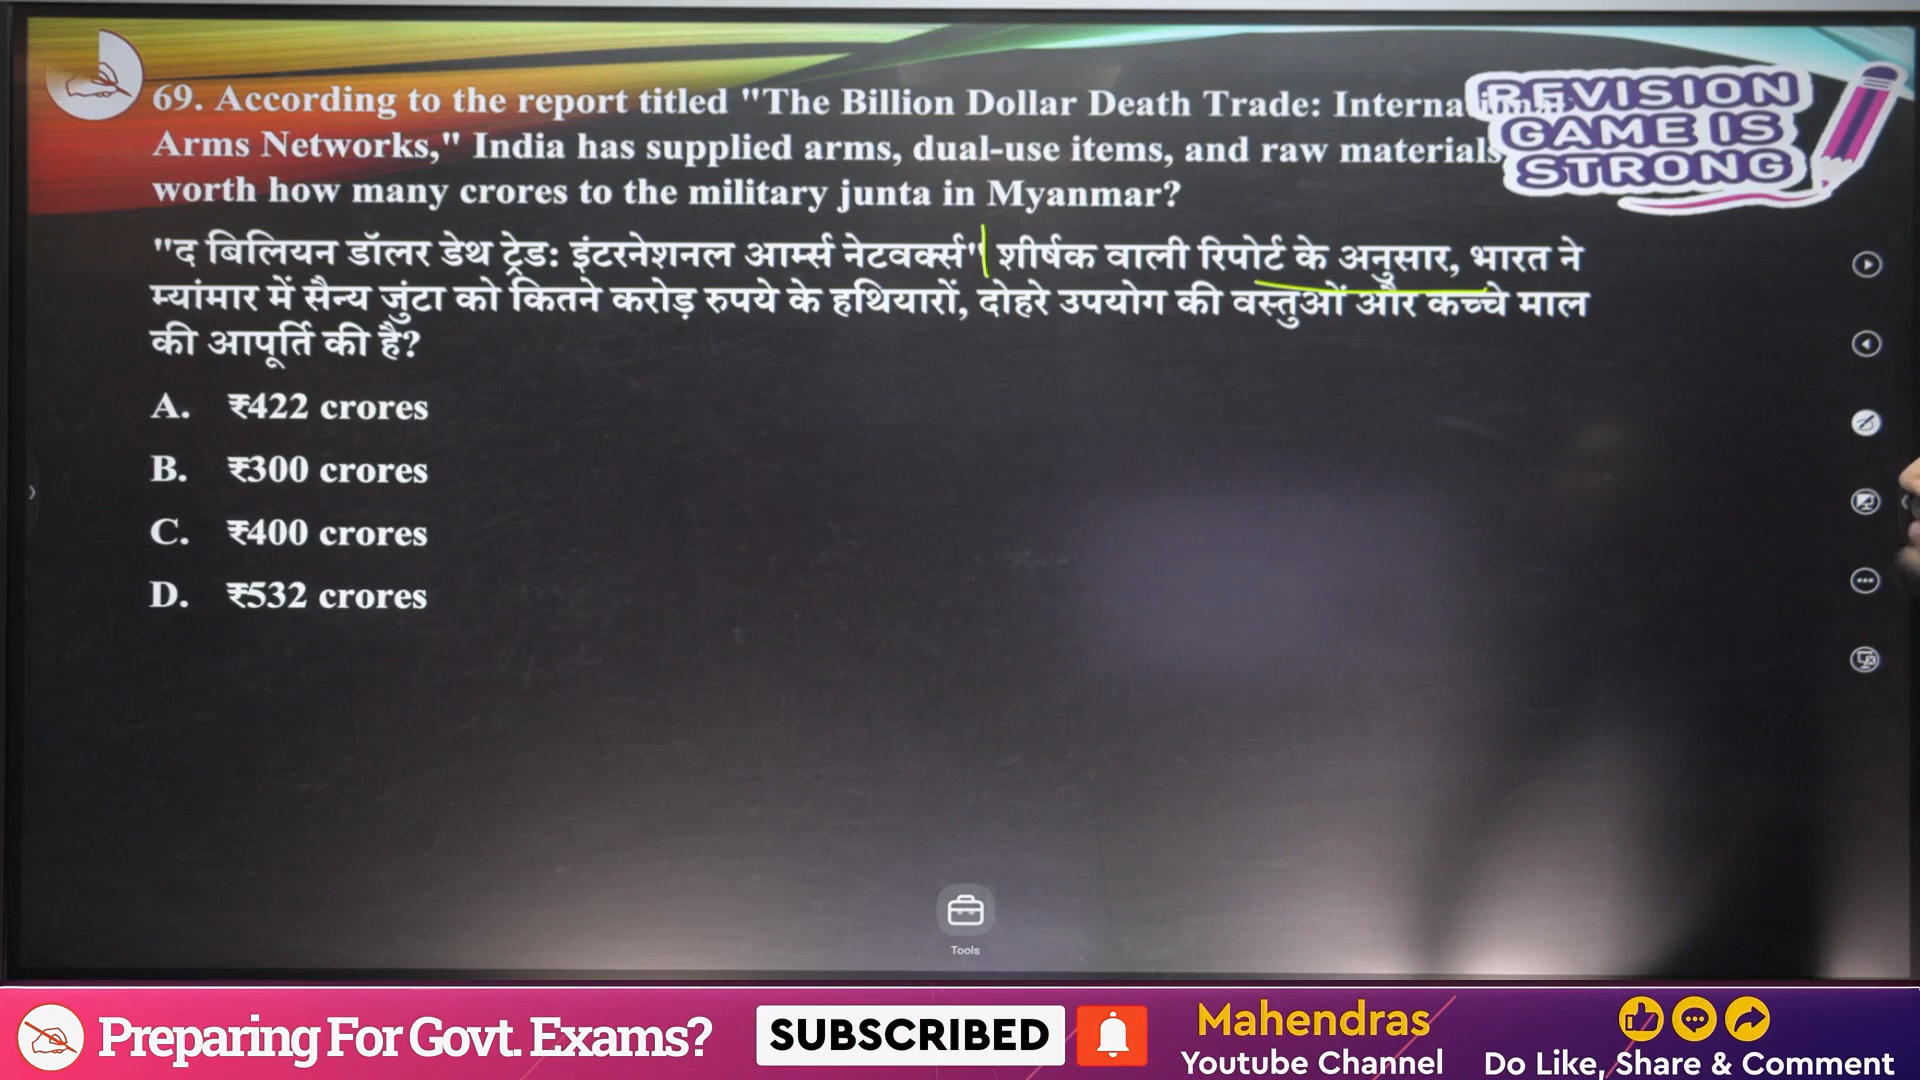 69. According to the report titled "The Billion Dollar Death Trade: International
Arms Networks," India has supplied arms, dual-use items, and raw materials
worth how many crores to the military junta in Myanmar?
REVISION
GAME IS
STRONG
"द बिलियन डॉलर डेथ ट्रेड: इंटरनेशनल आर्म्स नेटवर्क्स" शीर्षक वाली रिपोर्ट के अनुसार, भारत ने
म्यांमार में सैन्य जुंटा को कितने करोड़ रुपये के हथियारों, दोहरे उपयोग की वस्तुओं और कच्चे माल
की आपूर्ति की है?
A. ₹422 crores
B. ₹300 crores
C. ₹400 crores
D. ₹532 crores
Tools
Preparing For Govt. Exams?
SUBSCRIBED
Mahendras
Youtube Channel
Do Like, Share & Comment